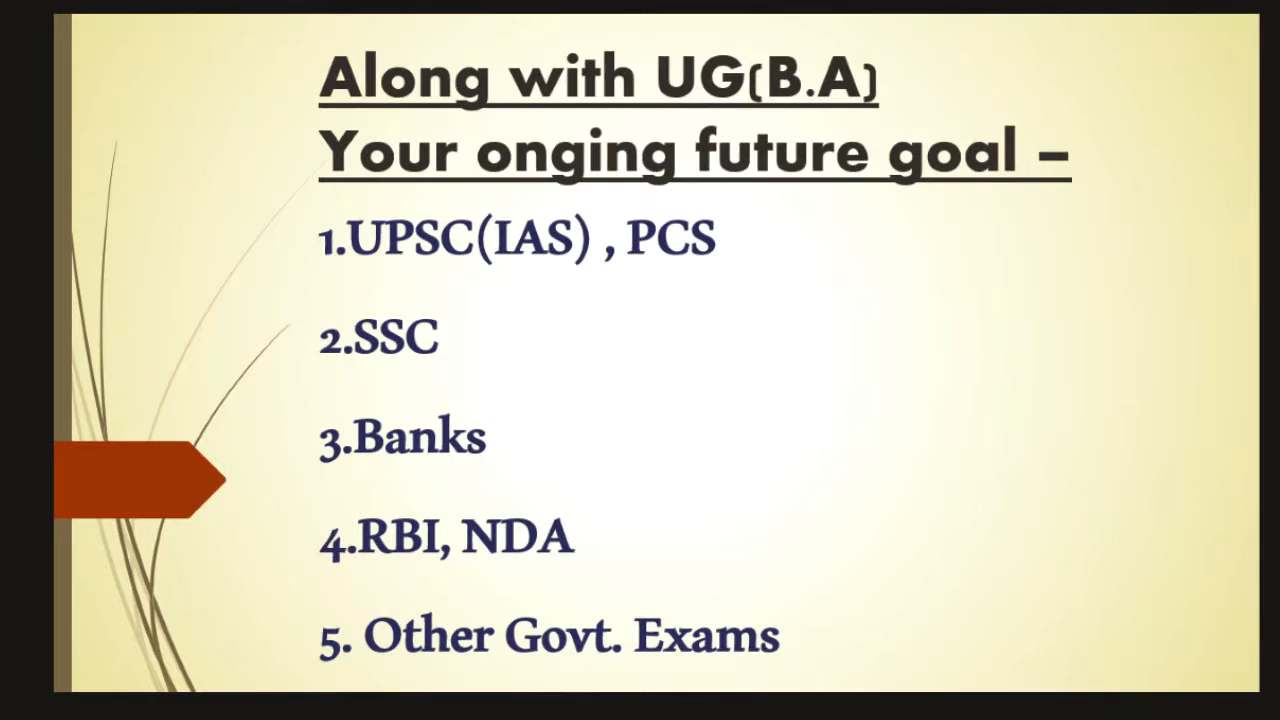 Along with UG(B.A)
Your onging future goal –
1.UPSC(IAS) , PCS
2.SSC
3.Banks
4.RBI, NDA
5. Other Govt. Exams